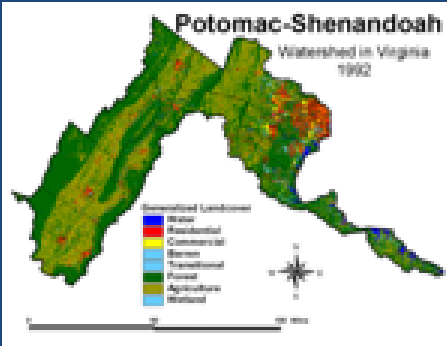 Potomac-Shenandoah
Watershed in Virginia
1992
Generalized Landcover
Water
Residential
Commercial
Barren
Transitional
Forest
Agriculture
Wetland